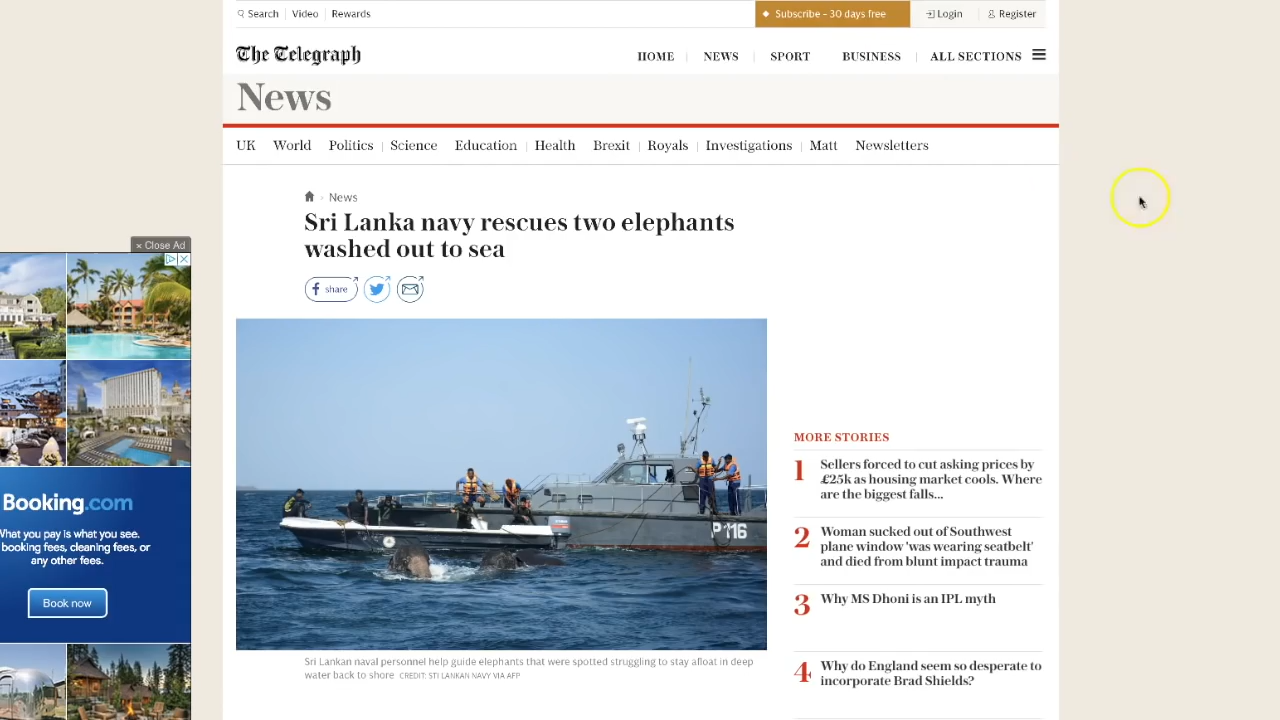 Search
Video
Rewards
Subscribe - 30 days free
Login
Register
The Telegraph
HOME
NEWS
SPORT
BUSINESS
ALL SECTIONS
News
UK
World
Politics
Science
Education
Health
Brexit
Royals
Investigations
Matt
Newsletters
News
Sri Lanka navy rescues two elephants
washed out to sea
share
P 116
Sri Lankan naval personnel help guide elephants that were spotted struggling to stay afloat in deep
water back to shore CREDIT: STI LANKAN NAVY VIA AFP
MORE STORIES
1
Sellers forced to cut asking prices by
£25k as housing market cools. Where
are the biggest falls...
2
Woman sucked out of Southwest
plane window 'was wearing seatbelt'
and died from blunt impact trauma
3
Why MS Dhoni is an IPL myth
4
Why do England seem so desperate to
incorporate Brad Shields?
× Close Ad
Booking.com
What you pay is what you see.
booking fees, cleaning fees, or
any other fees.
Book now